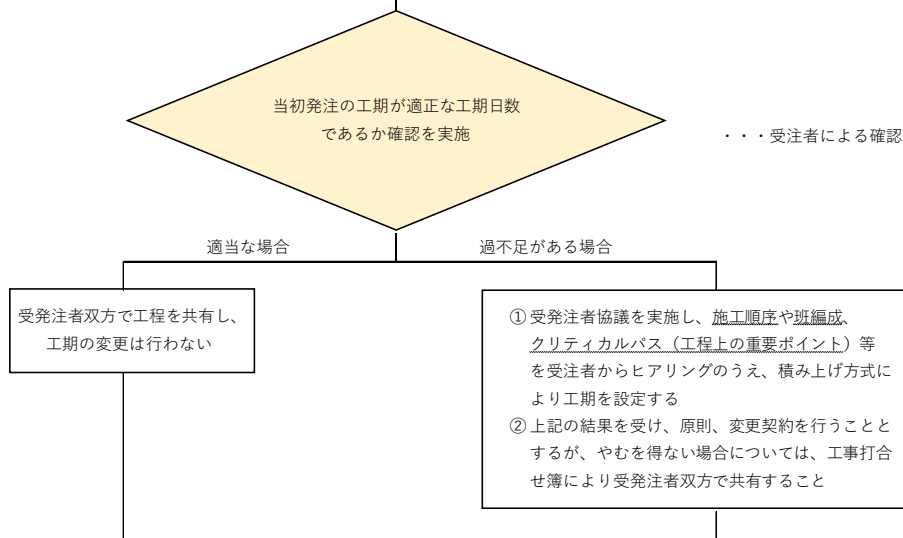 当初発注の工期が適正な工期日数
であるか確認を実施
・・・受注者による確認
適当な場合
過不足がある場合
受発注者双方で工程を共有し、
工期の変更は行わない
① 受発注者協議を実施し、施工順序や班編成、
クリティカルパス（工程上の重要ポイント）等
を受注者からヒアリングのうえ、積み上げ方式に
より工期を設定する
② 上記の結果を受け、原則、変更契約を行うことと
するが、やむを得ない場合については、工事打合
せ簿により受発注者双方で共有すること